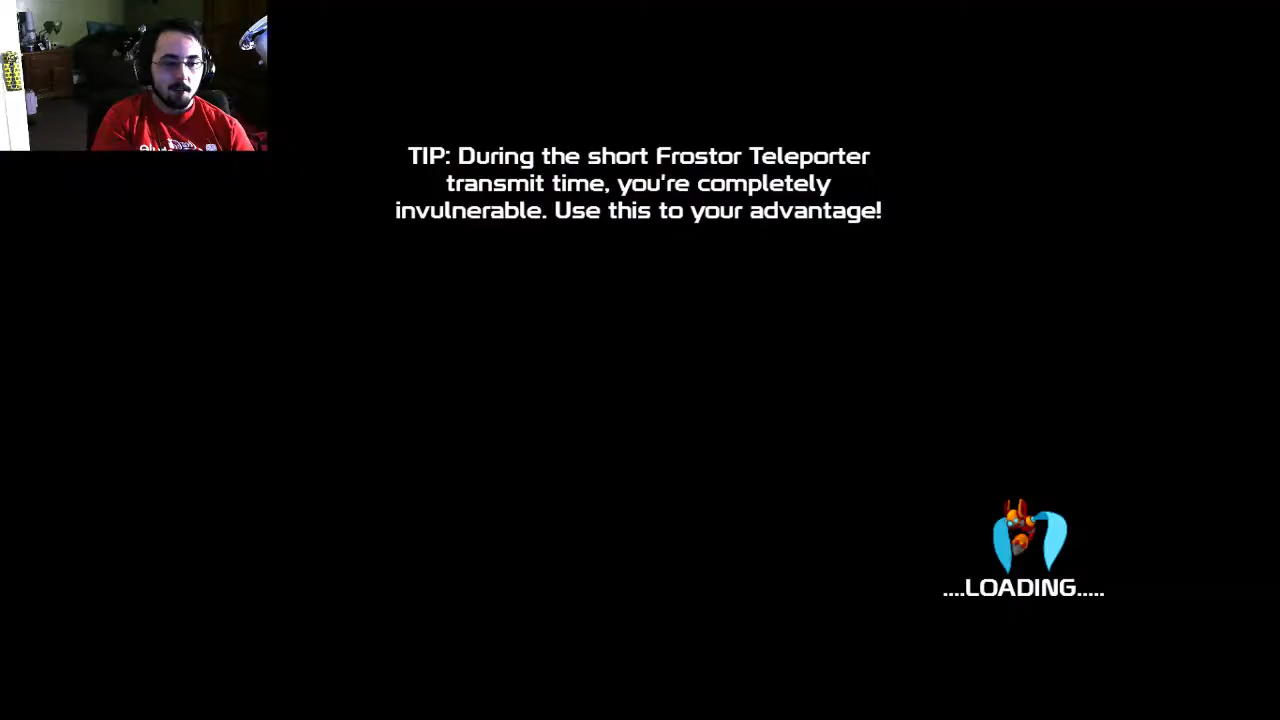 TIP: During the short Frostor Teleporter
transmit time, you're completely
invulnerable. Use this to your advantage!
....LOADING.....